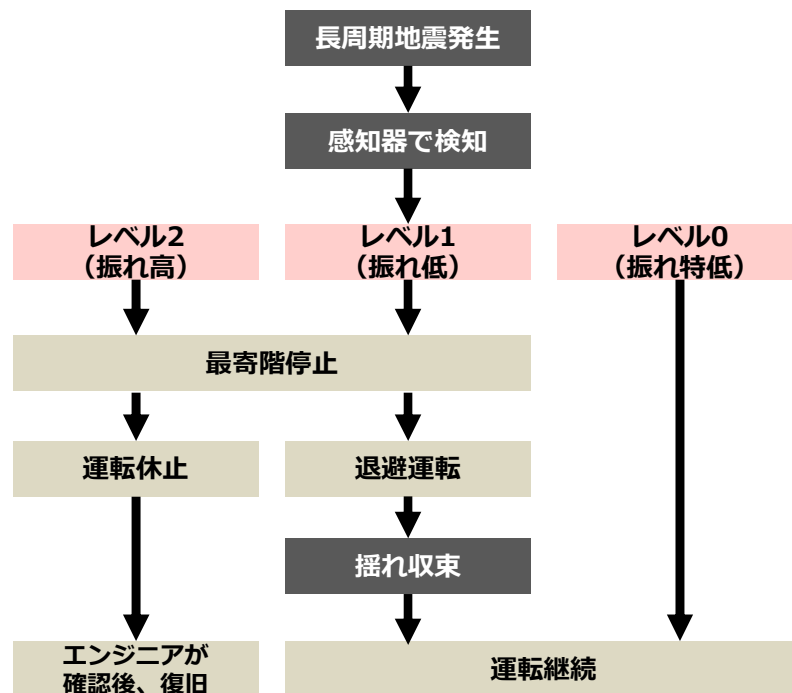 長周期地震発生
感知器で検知
レベル2
（振れ高）
レベル1
（振れ低）
レベル0
（振れ特低）
最寄階停止
運転休止
退避運転
揺れ収束
エンジニアが
確認後、復旧
運転継続